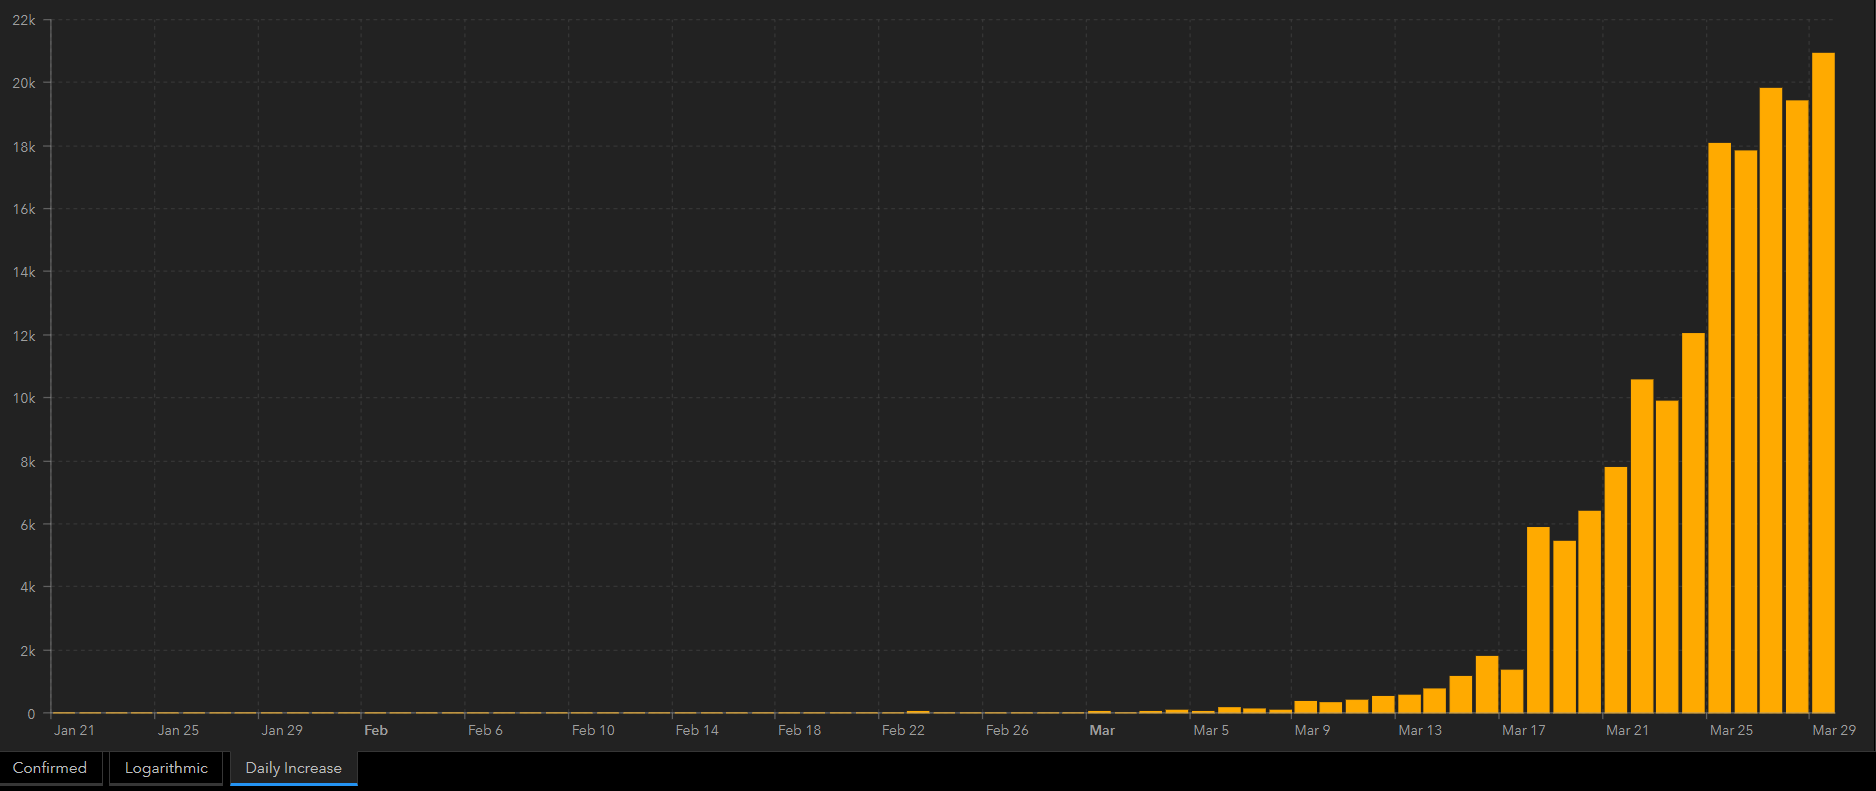 22k
20k
18k
16k
14k
12k
10k
8k
6k
4k
2k
0
Jan 21 Jan 25 Jan 29 Feb Feb 6 Feb 10 Feb 14 Feb 18 Feb 22 Feb 26 Mar Mar 5 Mar 9 Mar 13 Mar 17 Mar 21 Mar 25 Mar 29
Confirmed Logarithmic Daily Increase